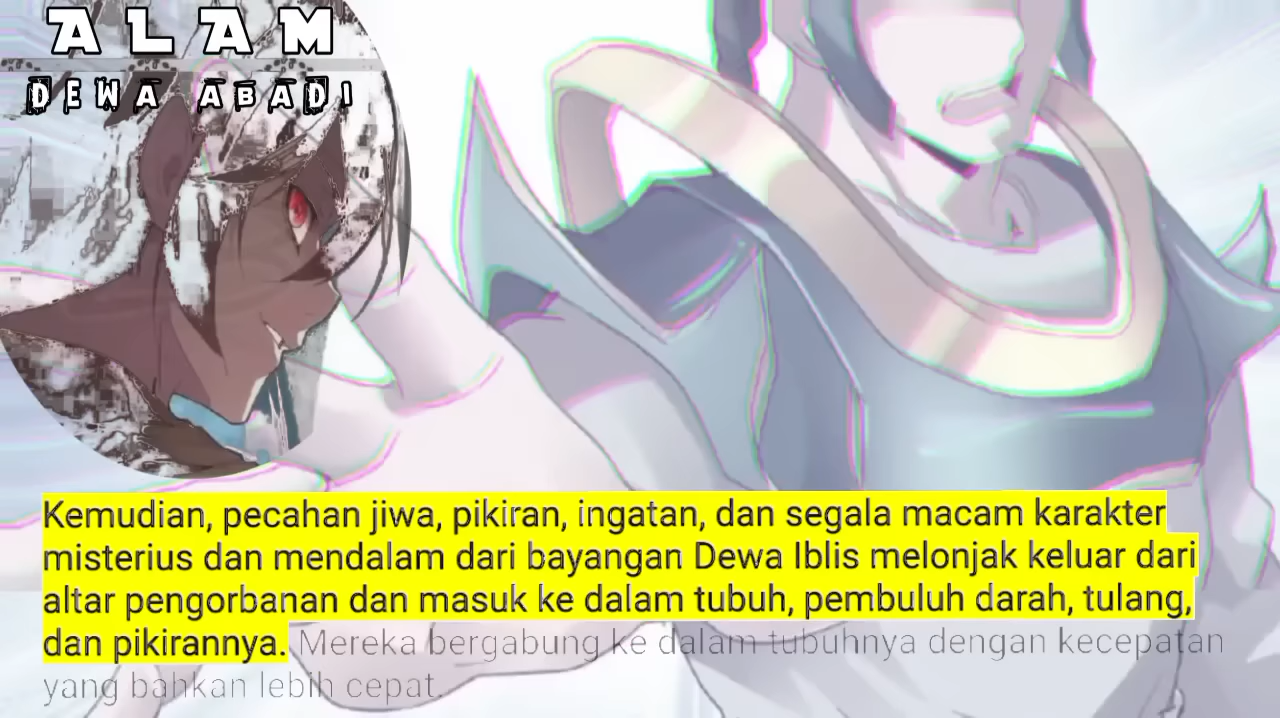 ALAM
DEWA ABADI
Kemudian, pecahan jiwa, pikiran, ingatan, dan segala macam karakter
misterius dan mendalam dari bayangan Dewa Iblis melonjak keluar dari
altar pengorbanan dan masuk ke dalam tubuh, pembuluh darah, tulang,
dan pikirannya. Mereka bergabung ke dalam tubuhnya dengan kecepatan
yang bahkan lebih cepat.